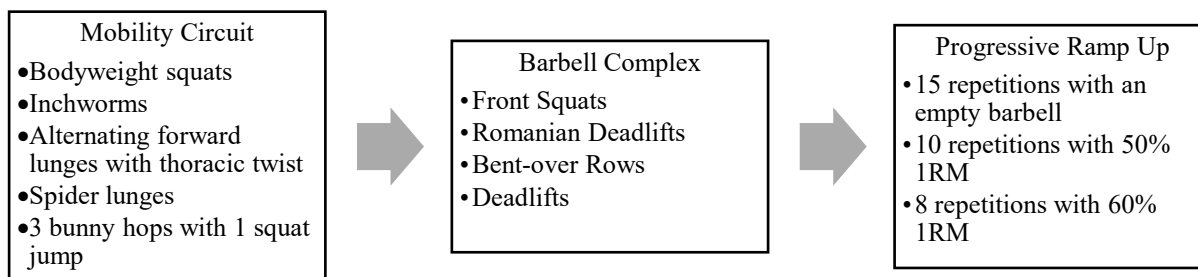 Mobility Circuit
•Bodyweight squats
•Inchworms
•Alternating forward
lunges with thoracic twist
•Spider lunges
•3 bunny hops with 1 squat
jump
Barbell Complex
•Front Squats
•Romanian Deadlifts
•Bent-over Rows
•Deadlifts
Progressive Ramp Up
•15 repetitions with an
empty barbell
•10 repetitions with 50%
1RM
•8 repetitions with 60%
1RM